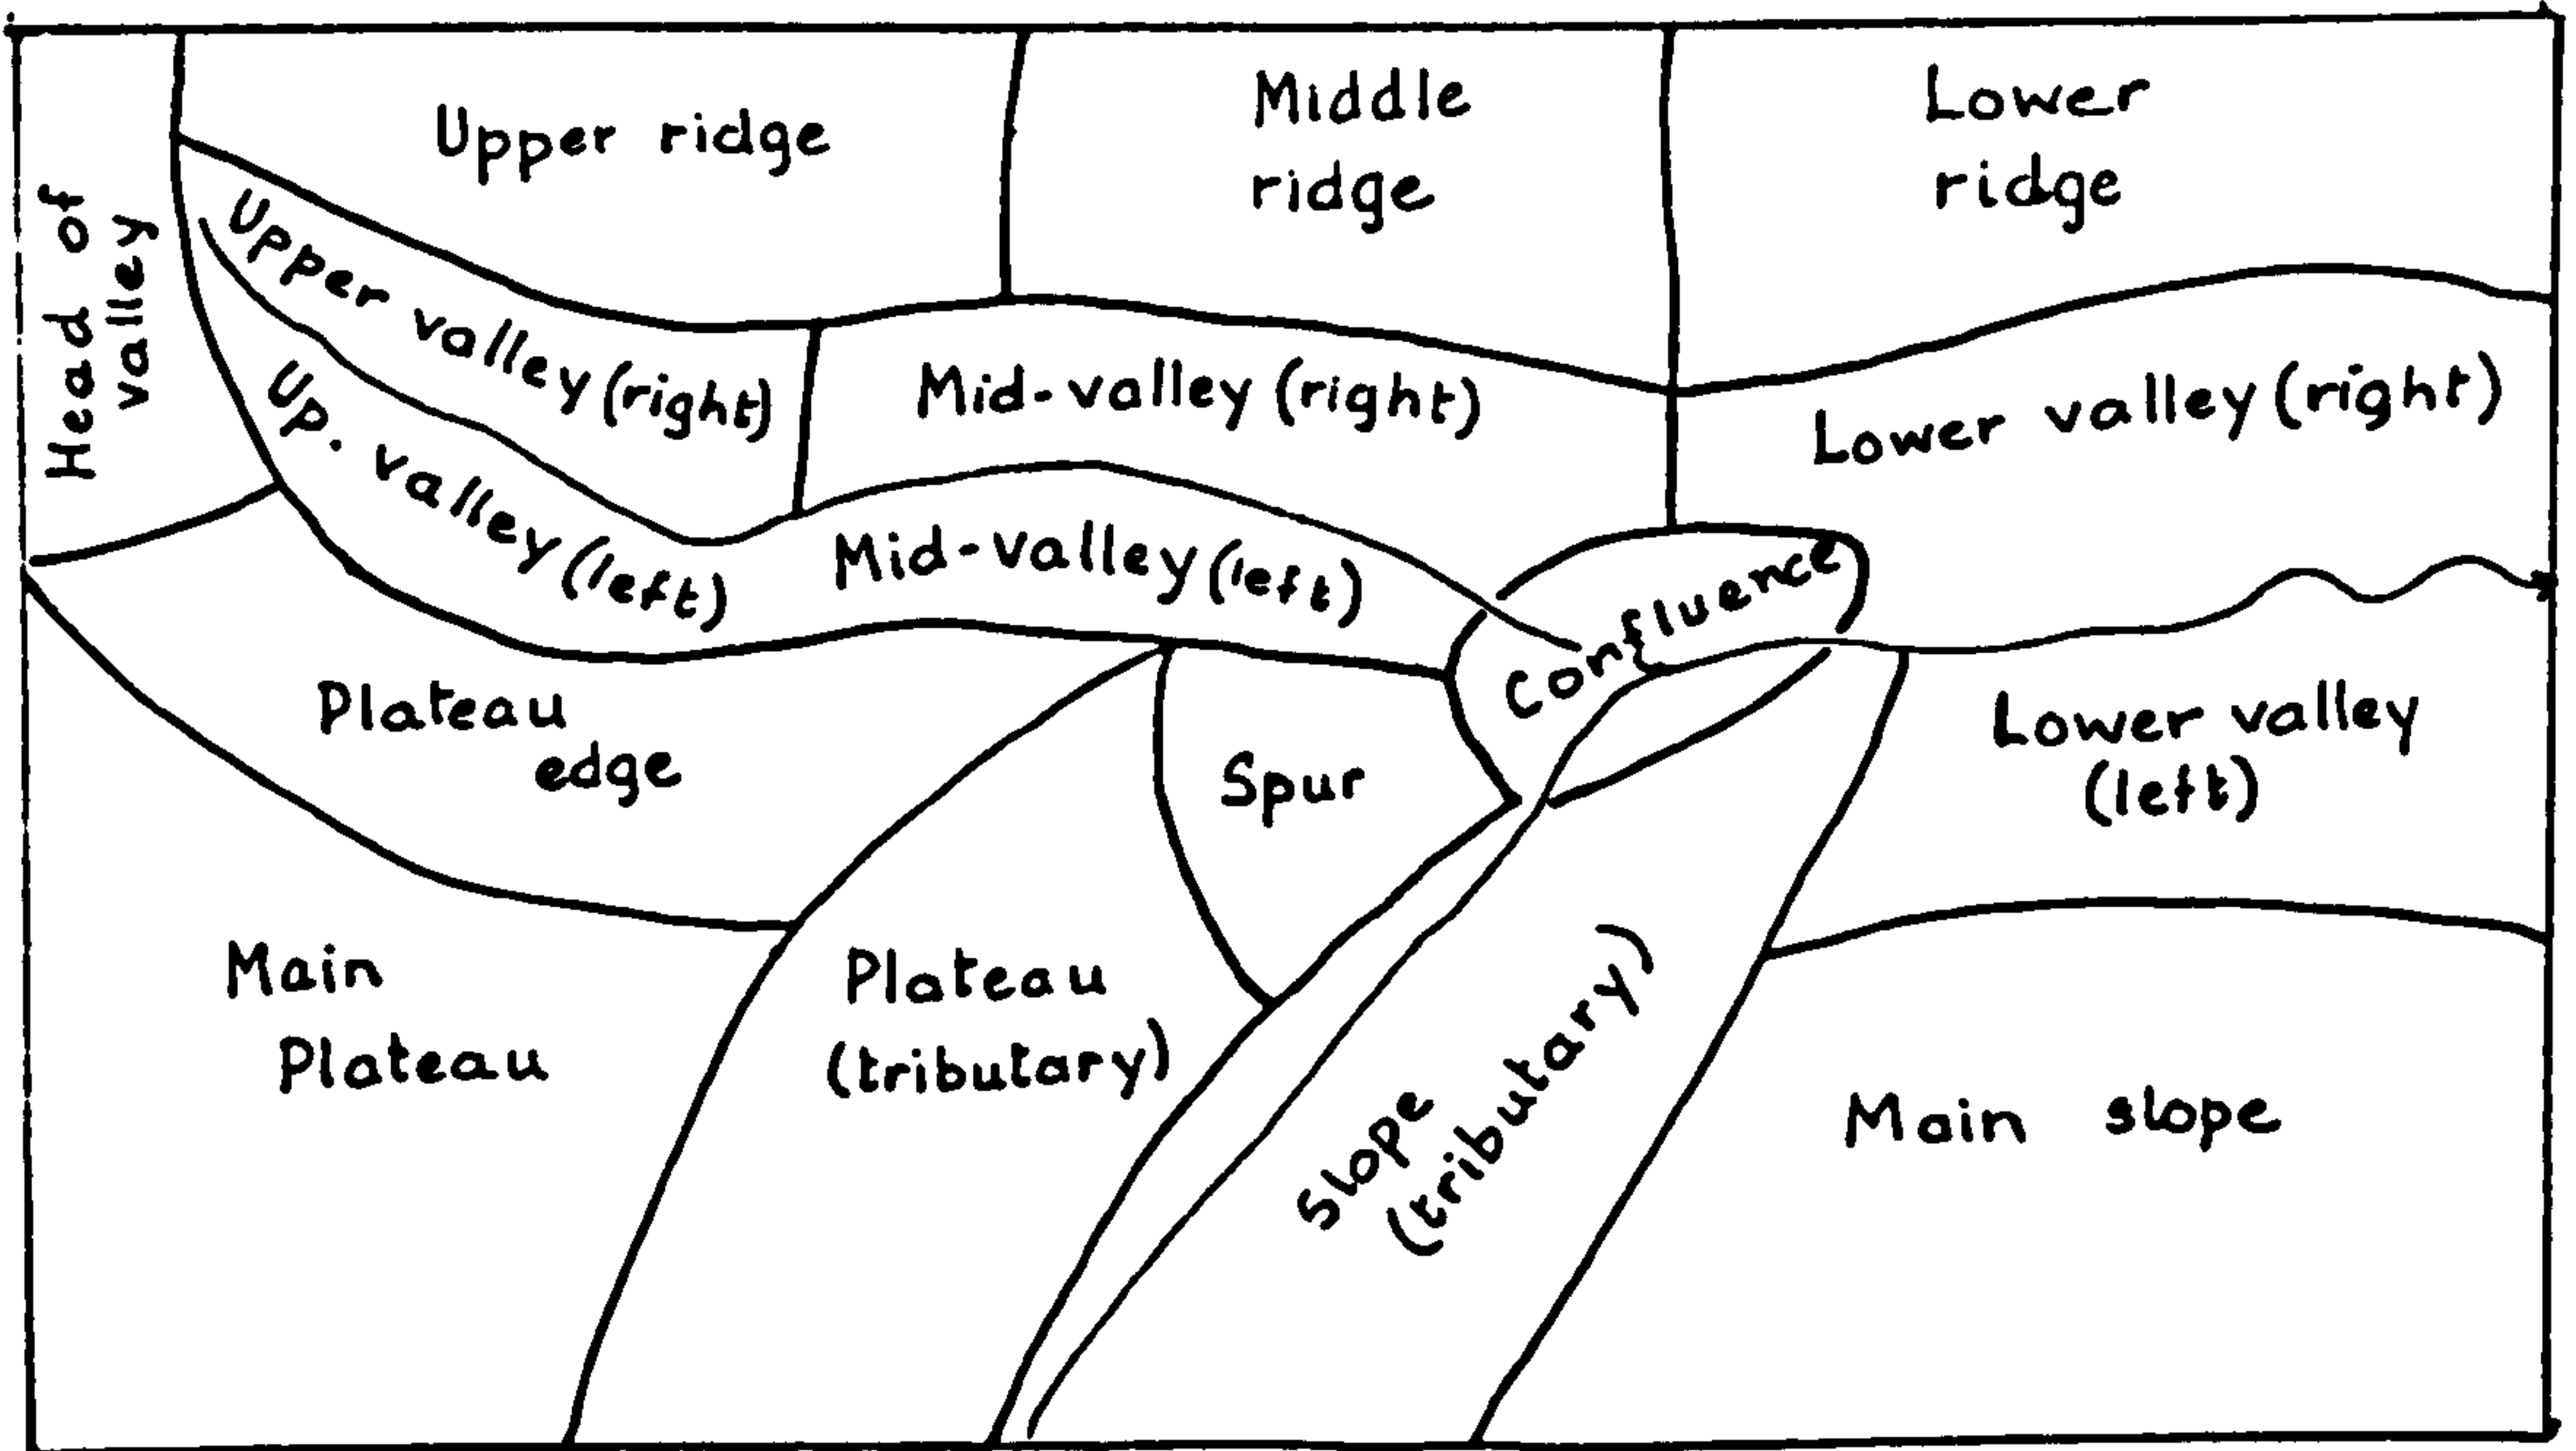 Head of
valley
Upper ridge
Middle
ridge
Lower
ridge
Upper valley (right)
Up. valley (left)
Mid-valley (right)
Mid-valley (left)
Lower valley (right)
Confluence
Lower valley
(left)
Plateau
edge
Spur
Main
Plateau
Plateau
(tributary)
Slope
(tributary)
Main slope